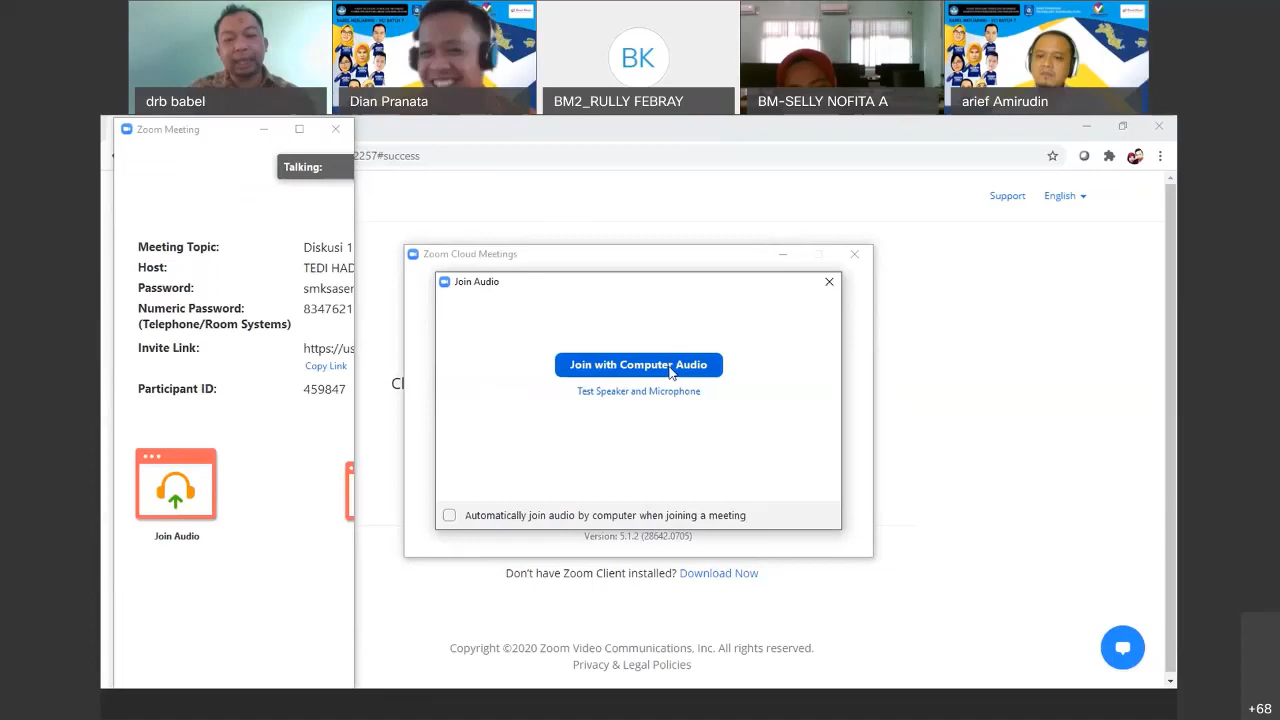 BK
drb babel
Dian Pranata
BM2_RULLY FEBRAY
BM-SELLY NOFITA A
arief Amirudin
Zoom Meeting
2257#success
Talking:
Support
English
Meeting Topic:
Diskusi 1
Host:
TEDI HAD
Password:
smksaser
Numeric Password:
(Telephone/Room Systems)
8347621
Invite Link:
https://us
Copy Link
Participant ID:
459847
Join Audio
Cl
Zoom Cloud Meetings
Join Audio
Join with Computer Audio
Test Speaker and Microphone
Automatically join audio by computer when joining a meeting
Version: 5.1.2 (28642.0705)
Don't have Zoom Client installed? Download Now
Copyright ©2020 Zoom Video Communications, Inc. All rights reserved.
Privacy & Legal Policies
+68